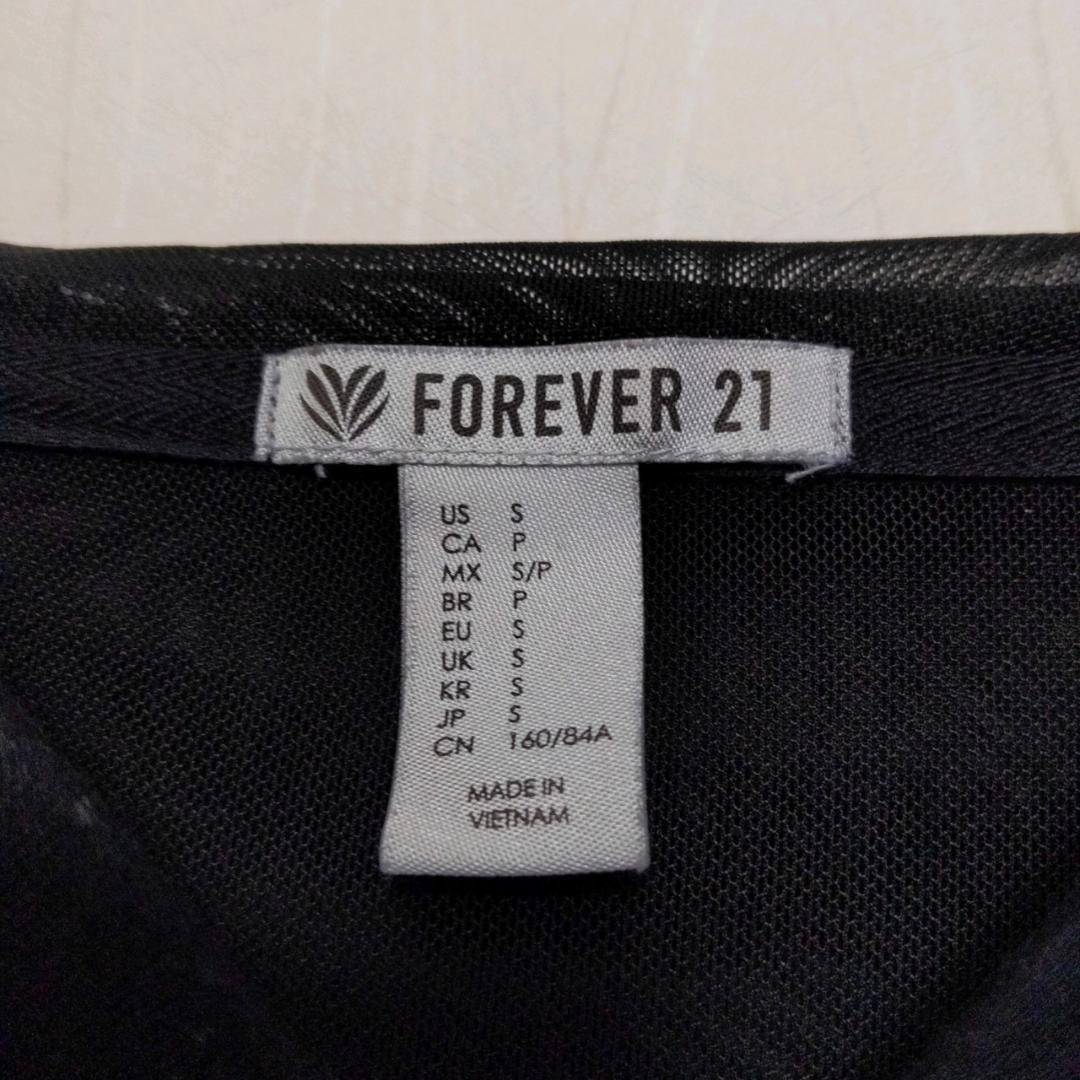 FOREVER 21
US S
CA P
MX S/P
BR P
EU S
UK S
KR S
JP S
CN 160/84A
MADE IN
VIETNAM